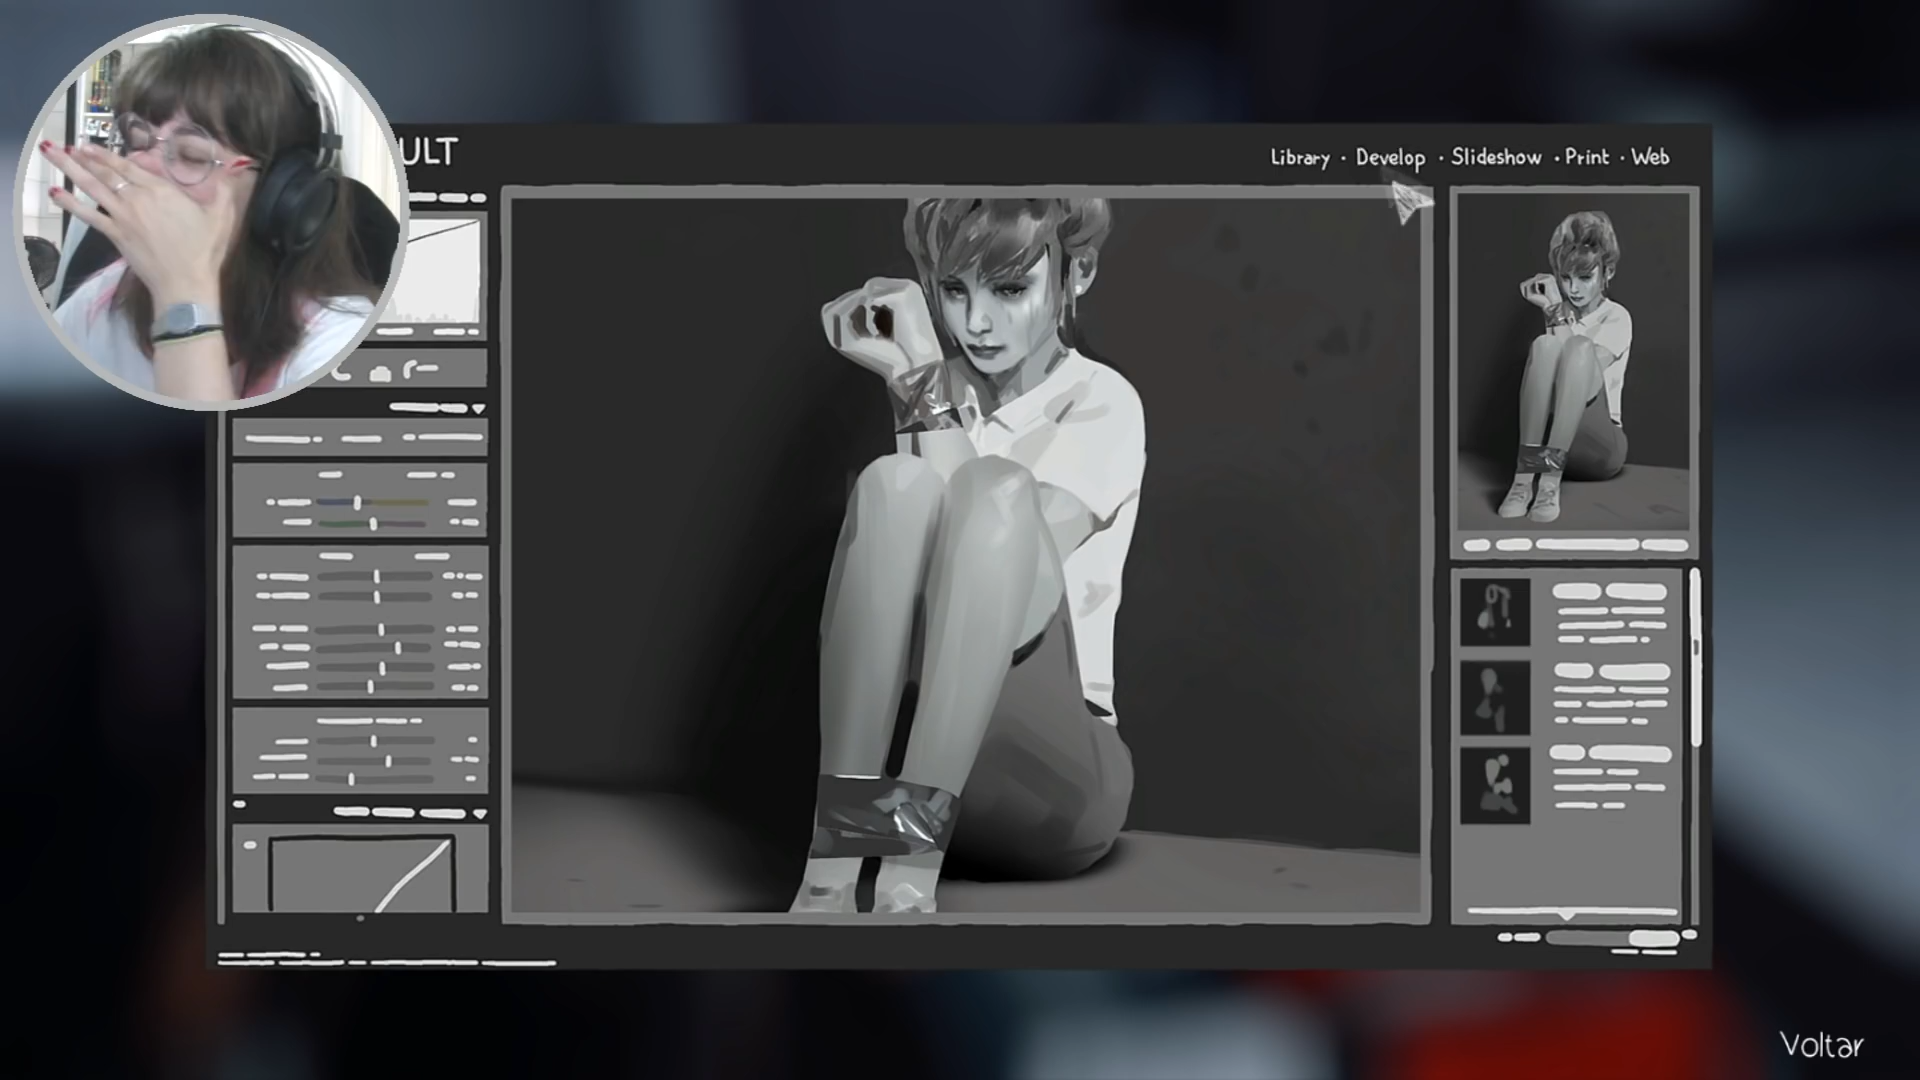 ULT
Library · Develop · Slideshow · Print · Web
Voltar